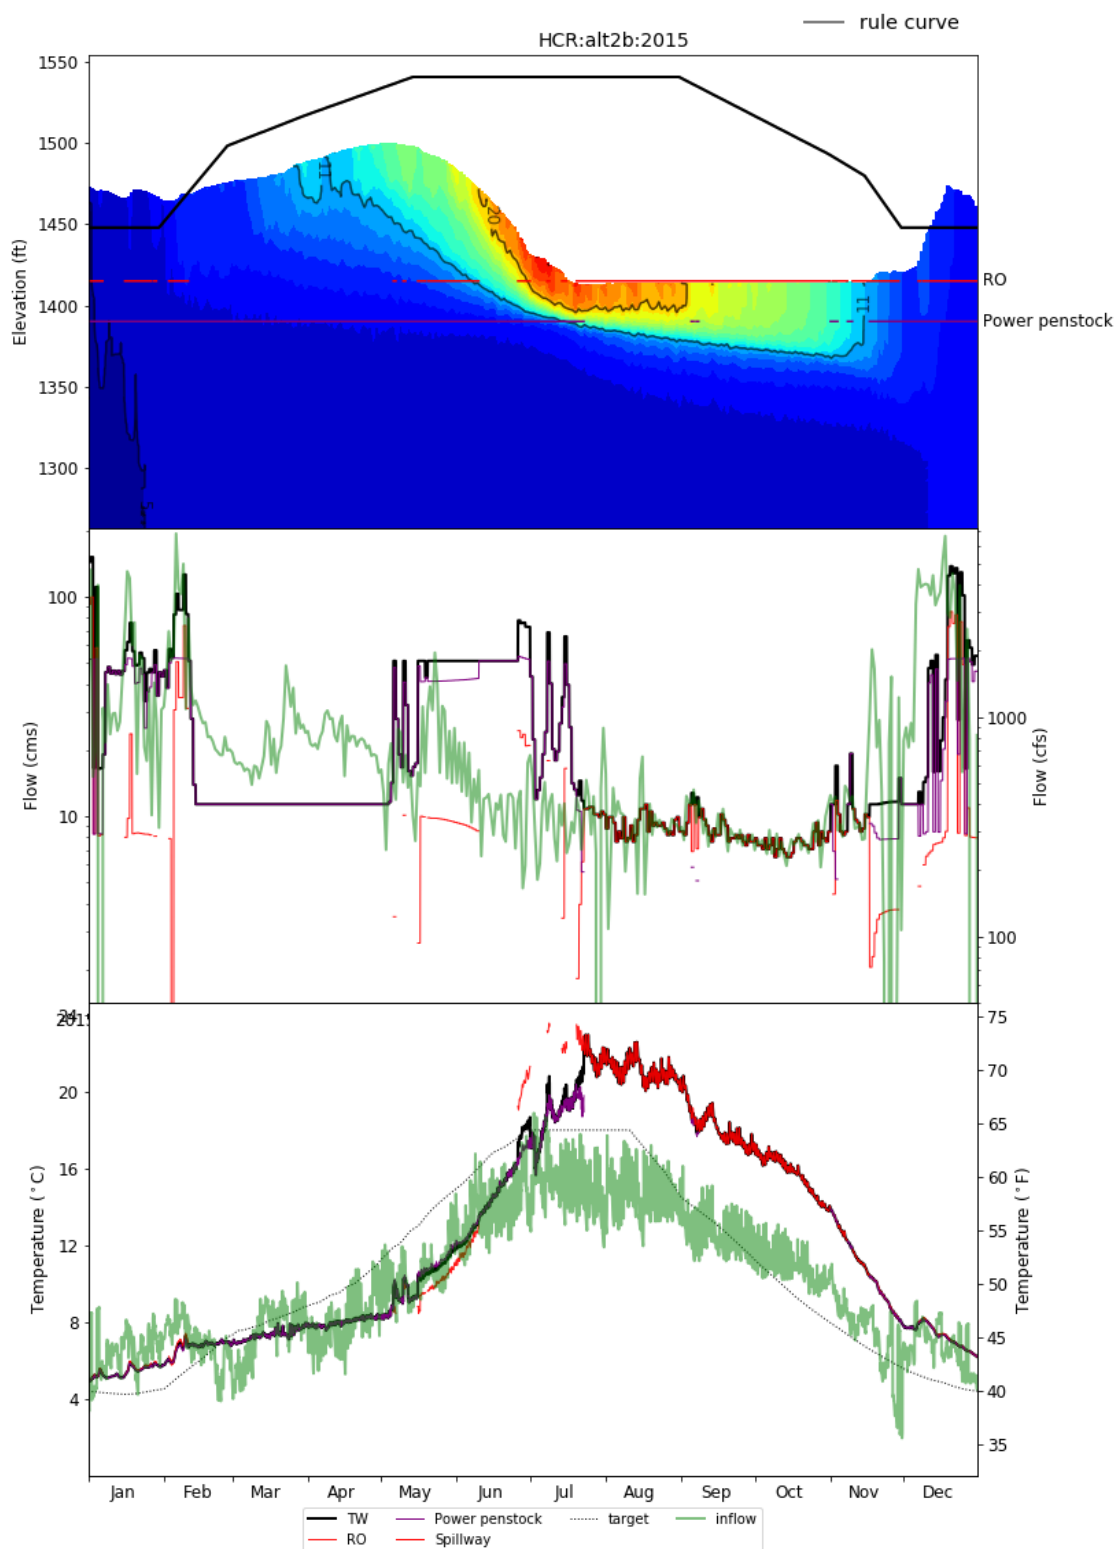 rule curve
HCR:alt2b:2015
1550
1500
1450
1400
1350
1300
Elevation (ft)
11
20
11
RO
Power penstock
100
10
Flow (cms)
1000
100
Flow (cfs)
24
2015
20
16
12
8
4
Temperature (°C)
75
70
65
60
55
50
45
40
35
Temperature (°F)
Jan Feb Mar Apr May Jun Jul Aug Sep Oct Nov Dec
TW Power penstock target inflow
RO Spillway